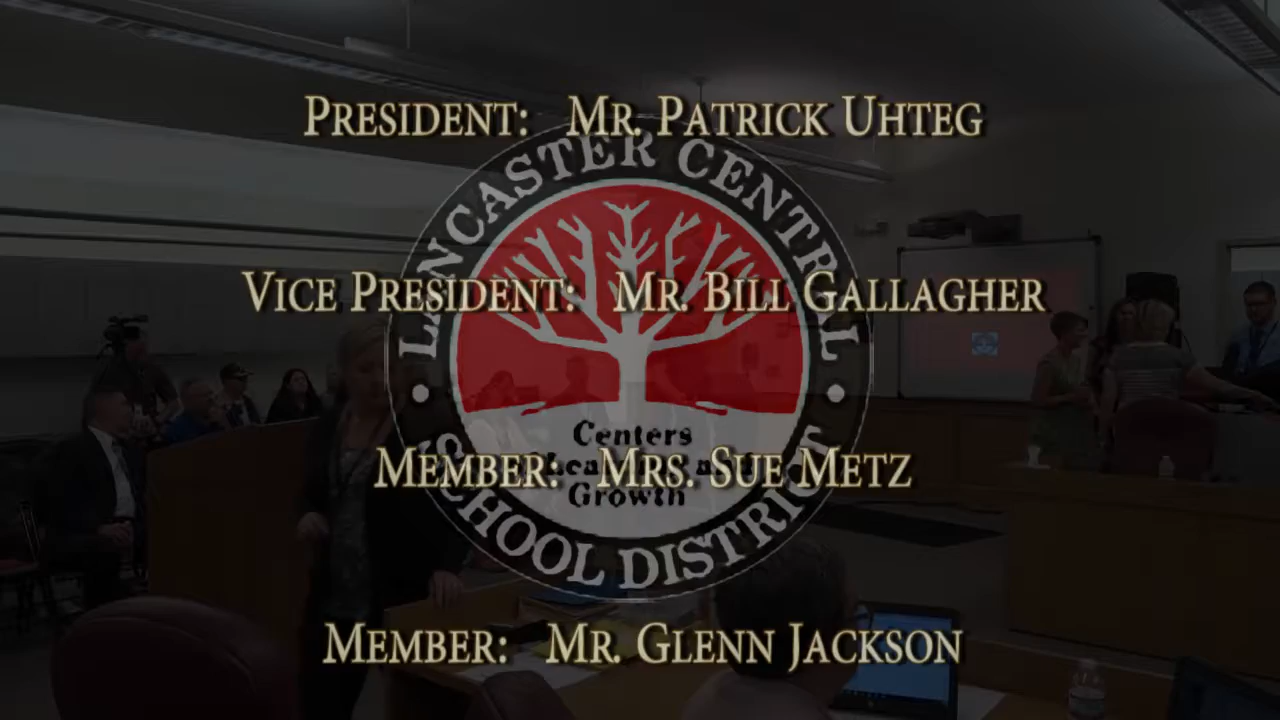 PRESIDENT: MR. PATRICK UHTEG
LANCASTER CENTRAL
VICE PRESIDENT: MR. BILL GALLAGHER
Centers
MEMBER: MRS. SUE METZ
Growth
SCHOOL DISTRICT
MEMBER: MR. GLENN JACKSON